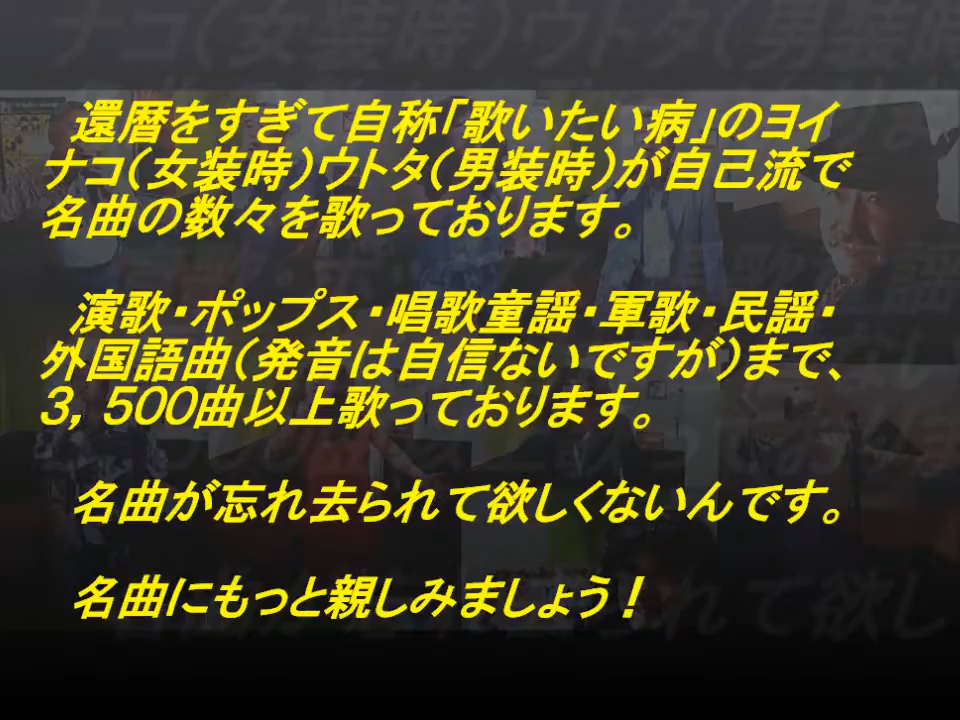 還暦をすぎて自称「歌いたい病」のヨイ
ナコ(女装時)ウトタ(男装時)が自己流で
名曲の数々を歌っております。
演歌・ポップス・唱歌童謡・軍歌・民謡・
外国語曲(発音は自信ないですが)まで、
３，５００曲以上歌っております。
名曲が忘れ去られて欲しくないんです。
名曲にもっと親しみましょう！